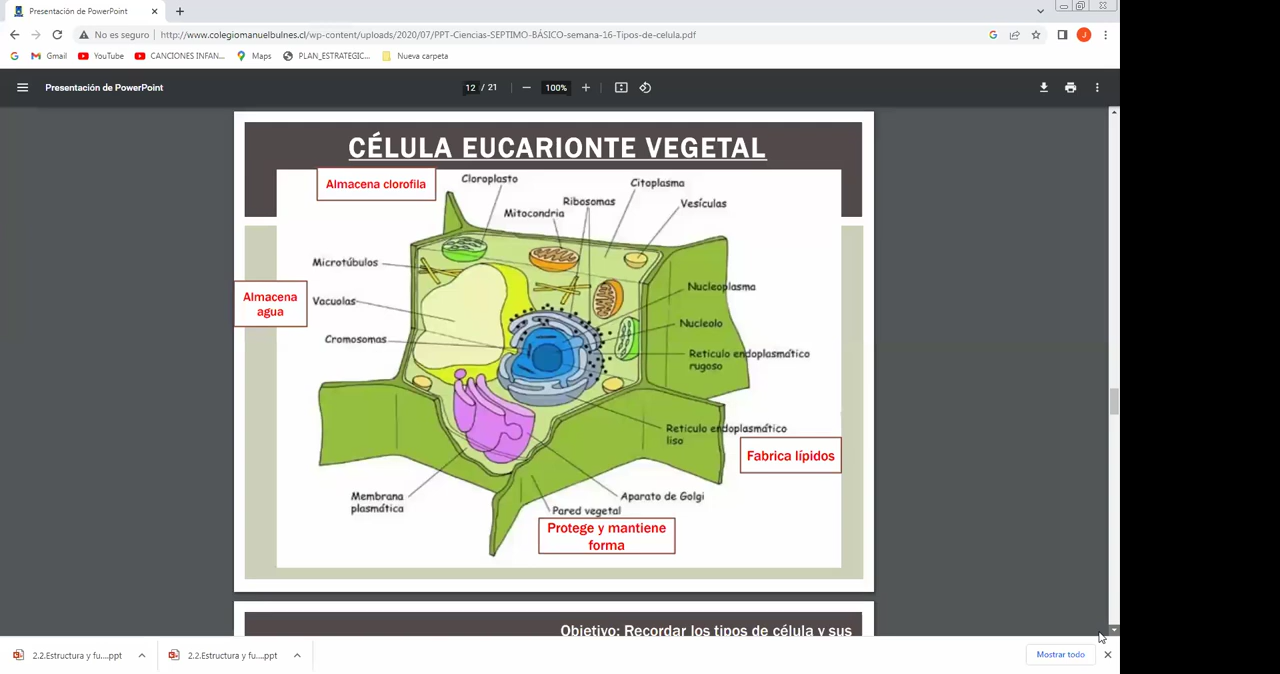 Presentación de PowerPoint
No es seguro
http://www.colegiomanuelbulnes.cl/wp-content/uploads/2020/07/PPT-Ciencias-SEPTIMO-BÁSICO-semana-16-Tipos-de-celula.pdf
J
Gmail
YouTube
CANCIONES INFAN...
Maps
PLAN_ESTRATEGIC...
Nueva carpeta
Presentación de PowerPoint
12 / 21
100%
CÉLULA EUCARIONTE VEGETAL
Almacena clorofila
Cloroplasto
Citoplasma
Ribosomas
Vesículas
Mitocondria
Microtúbulos
Nucleoplasma
Almacena
agua
Vacuolas
Nucleolo
Cromosomas
Retículo endoplasmático
rugoso
Retículo endoplasmático
liso
Fabrica lípidos
Membrana
plasmática
Aparato de Golgi
Pared vegetal
Protege y mantiene
forma
Objetivo: Recordar los tipos de célula y sus
2.2.Estructura y fu....ppt
2.2.Estructura y fu....ppt
Mostrar todo